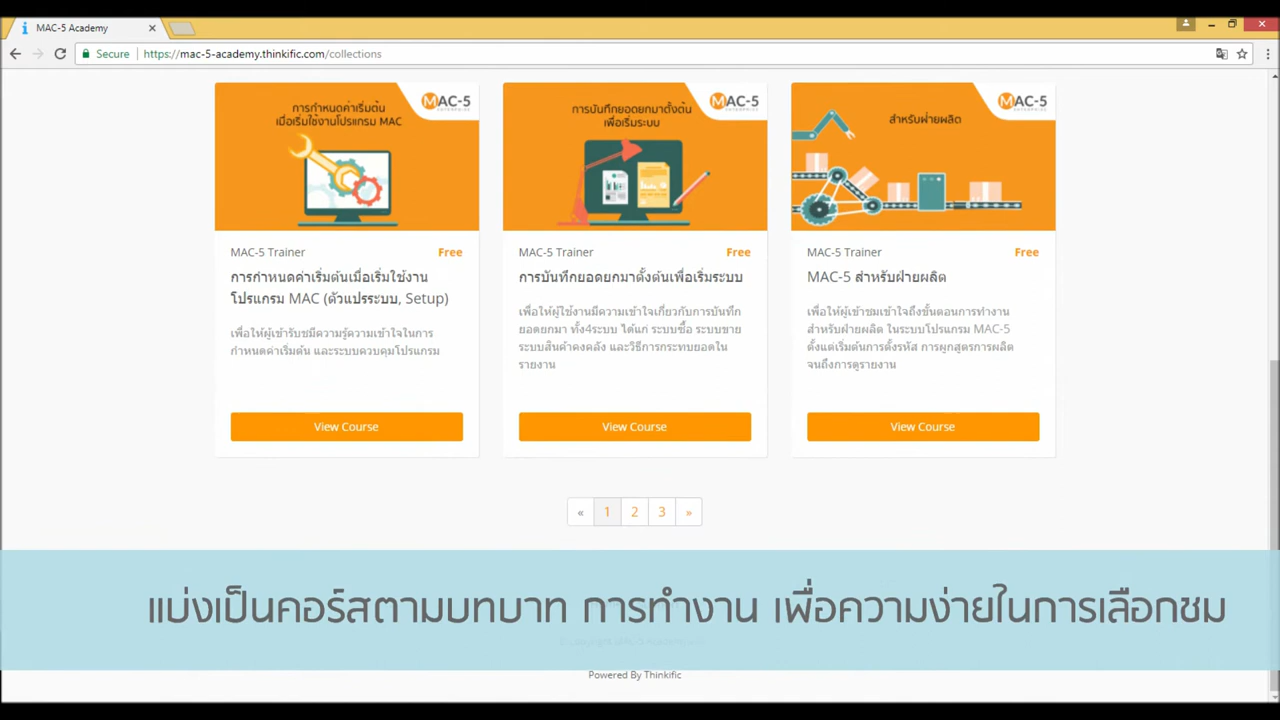 MAC-5 Academy
Secure
https://mac-5-academy.thinkific.com/collections
การกำหนดค่าเริ่มต้น
เมื่อเริ่มใช้งานโปรแกรม MAC
MAC-5
การบันทึกยอดยกมาตั้งต้น
เพื่อเริ่มระบบ
MAC-5
สำหรับฝ่ายผลิต
MAC-5
MAC-5 Trainer
Free
การกำหนดค่าเริ่มต้นเมื่อเริ่มใช้งาน
โปรแกรม MAC (ตัวแปรระบบ, Setup)
เพื่อให้ผู้เข้ารับชมีความรู้ความเข้าใจในการ
กำหนดค่าเริ่มต้น และระบบควบคุมโปรแกรม
View Course
MAC-5 Trainer
Free
การบันทึกยอดยกมาตั้งต้นเพื่อเริ่มระบบ
เพื่อให้ผู้ใช้งานมีความเข้าใจเกี่ยวกับการบันทึก
ยอดยกมา ทั้ง4ระบบ ได้แก่ ระบบซื้อ ระบบขาย
ระบบสินค้าคงคลัง และวิธีการกระทบยอดใน
รายงาน
View Course
MAC-5 Trainer
Free
MAC-5 สำหรับฝ่ายผลิต
เพื่อให้ผู้เข้าชมเข้าใจถึงขั้นตอนการทำงาน
สำหรับฝ่ายผลิต ในระบบโปรแกรม MAC-5
ตั้งแต่เริ่มต้นการตั้งรหัส การผูกสูตรการผลิต
จนถึงการดูรายงาน
View Course
« 1 2 3 »
แบ่งเป็นคอร์สตามบทบาท การทำงาน เพื่อความง่ายในการเลือกชม
Powered By Thinkific